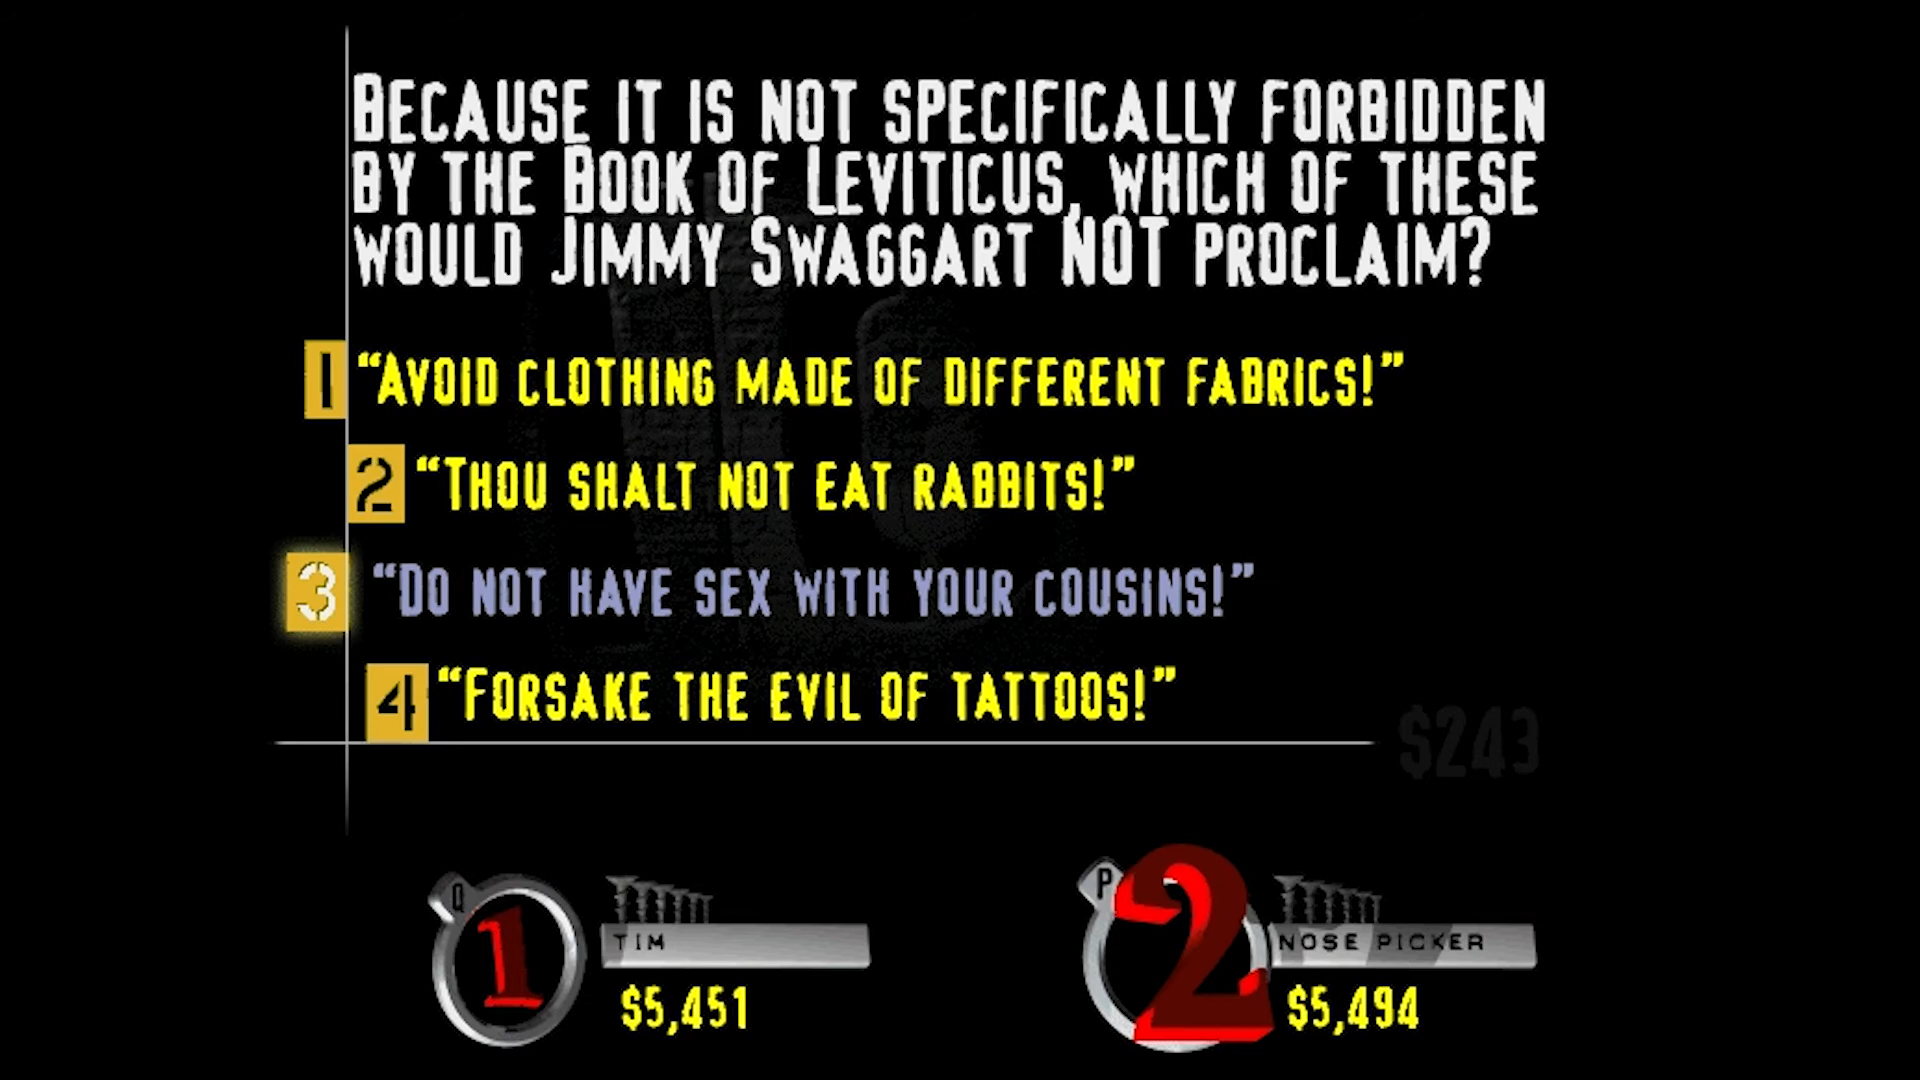 Because it is not specifically forbidden
by the Book of Leviticus, which of these
would Jimmy Swaggart NOT proclaim?
1 “Avoid clothing made of different fabrics!”
2 “Thou shalt not eat rabbits!”
3 “Do not have sex with your cousins!”
4 “Forsake the evil of tattoos!”
$243
Q 1 TIM
$5,451
P 2 NOSE PICKER
$5,494